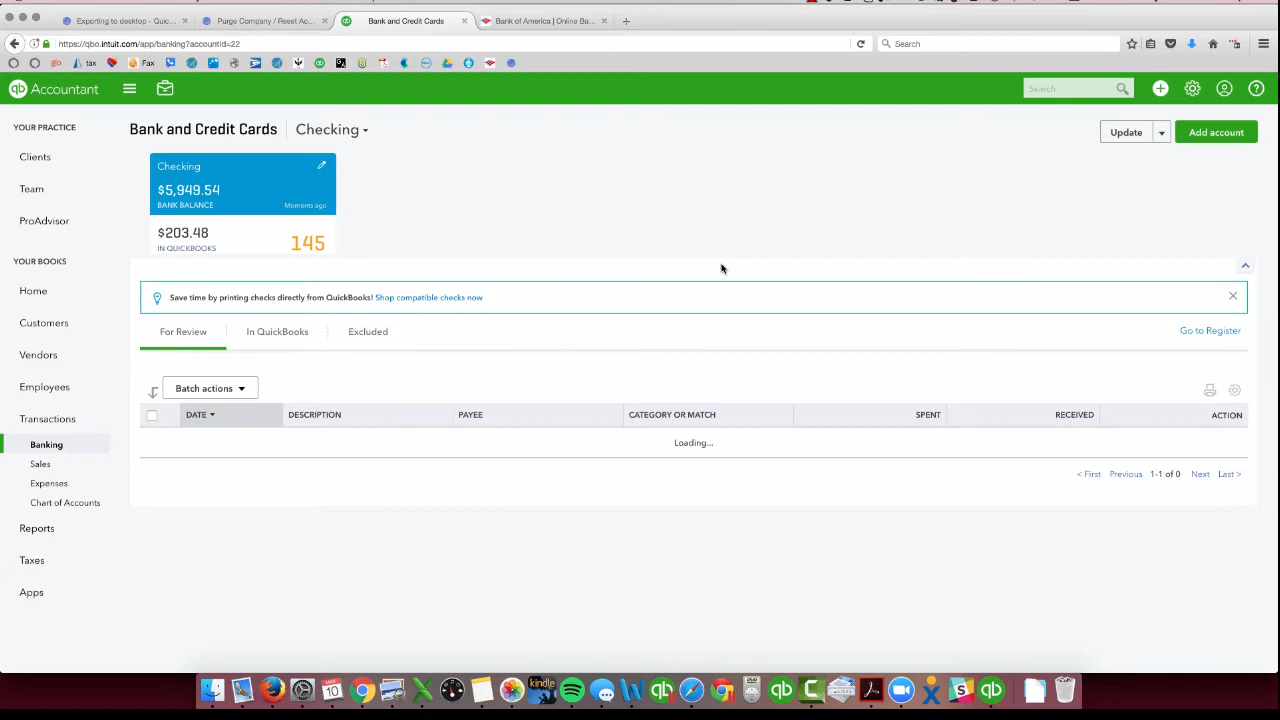 Exporting to desktop - Quic... ×
Purge Company / Reset Ac... ×
Bank and Credit Cards ×
Bank of America | Online Ba... ×
https://qbo.intuit.com/app/banking?accountId=22
Search
glo
tax
Fax
qb Accountant
Search
YOUR PRACTICE
Clients
Team
ProAdvisor
YOUR BOOKS
Home
Customers
Vendors
Employees
Transactions
Banking
Sales
Expenses
Chart of Accounts
Reports
Taxes
Apps
Bank and Credit Cards
Checking
Update
Add account
Checking
$5,949.54
BANK BALANCE
Moments ago
$203.48
IN QUICKBOOKS
145
Save time by printing checks directly from QuickBooks! Shop compatible checks now
For Review
In QuickBooks
Excluded
Go to Register
Batch actions
DATE DESCRIPTION PAYEE CATEGORY OR MATCH SPENT RECEIVED ACTION
Loading...
< First Previous 1-1 of 0 Next Last >
MAR
10
kindle